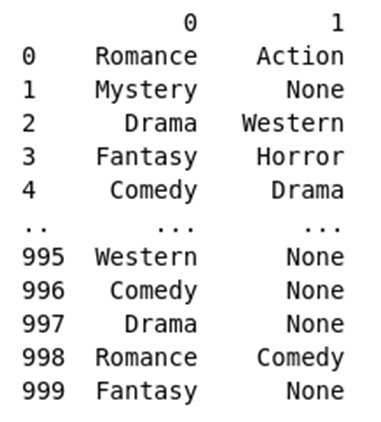 0 1
0 Romance Action
1 Mystery None
2 Drama Western
3 Fantasy Horror
4 Comedy Drama
.. ... ...
995 Western None
996 Comedy None
997 Drama None
998 Romance Comedy
999 Fantasy None